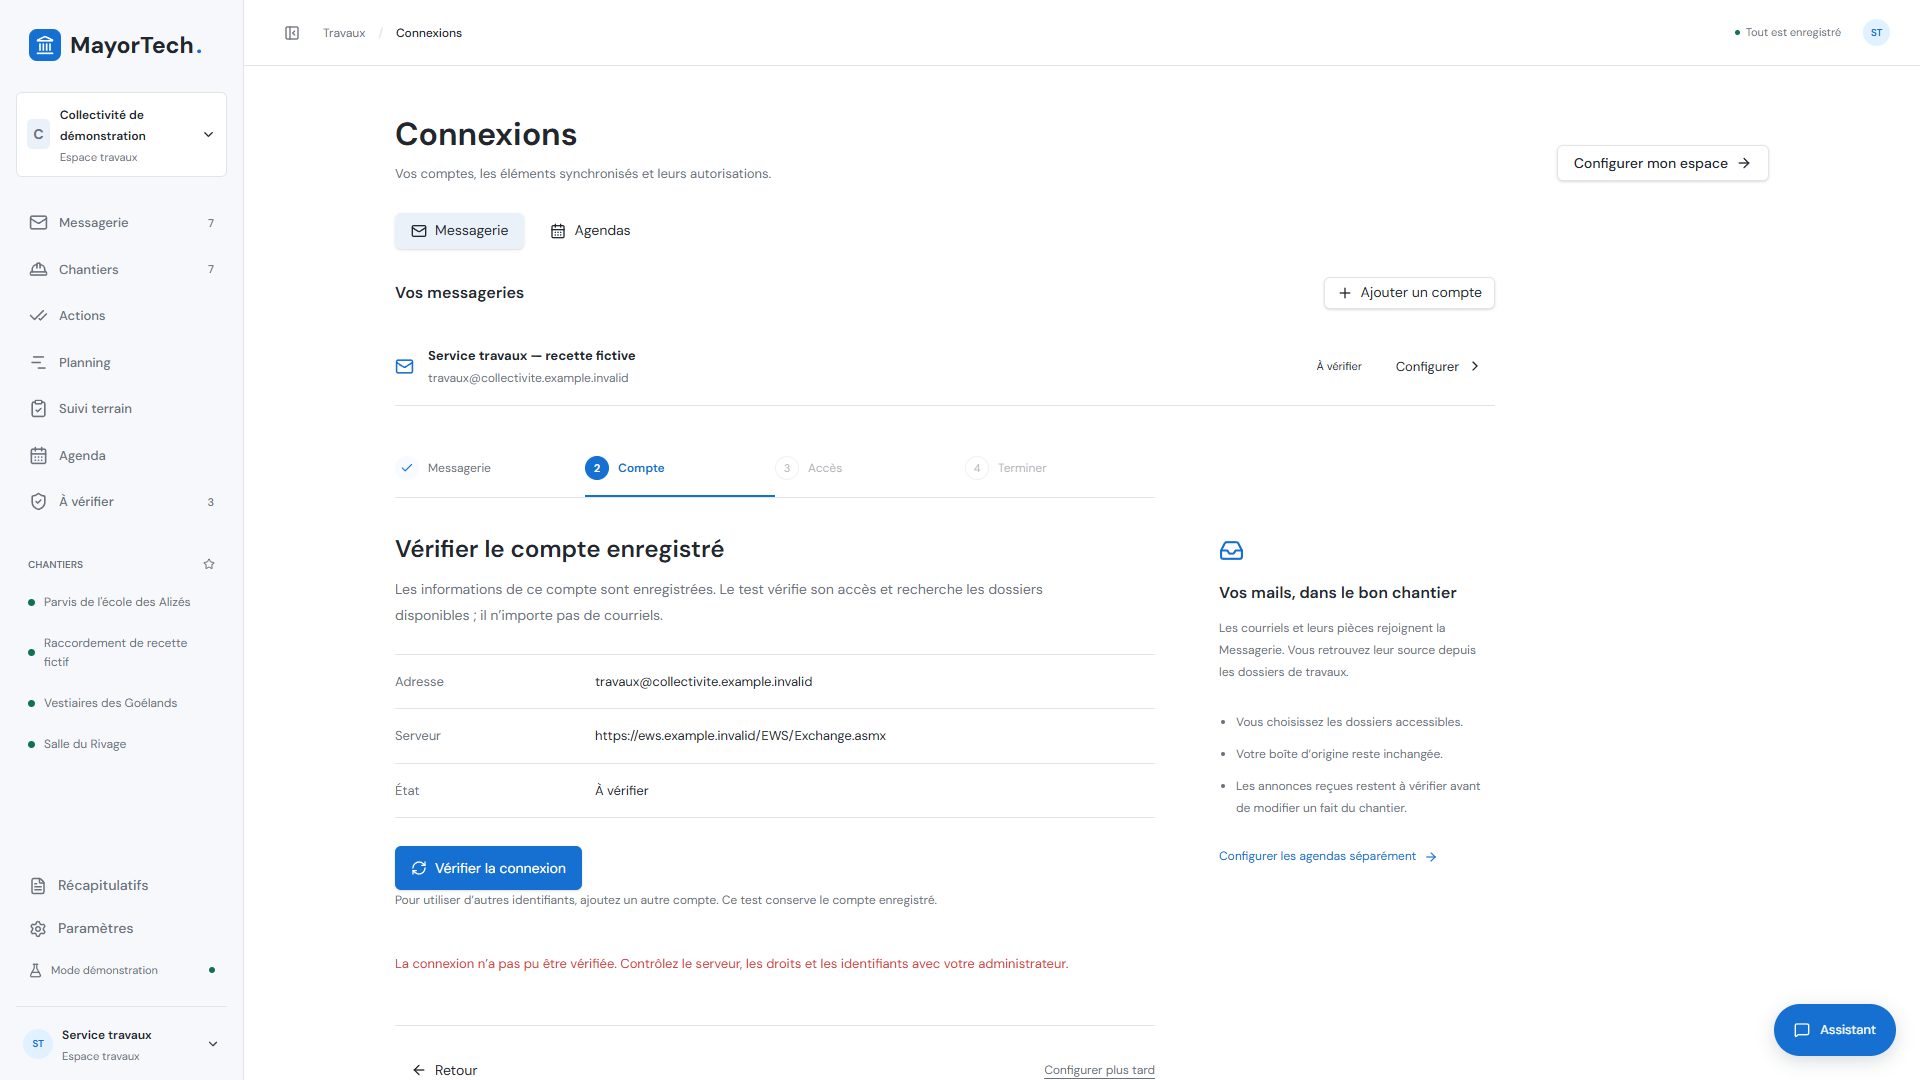 MayorTech.
C
Collectivité de
démonstration
Espace travaux
Messagerie 7
Chantiers 7
Actions
Planning
Suivi terrain
Agenda
À vérifier 3
CHANTIERS
Parvis de l'école des Alizés
Raccordement de recette
fictif
Vestiaires des Goélands
Salle du Rivage
Récapitulatifs
Paramètres
Mode démonstration
ST
Service travaux
Espace travaux
Travaux / Connexions
Tout est enregistré
ST
Connexions
Vos comptes, les éléments synchronisés et leurs autorisations.
Configurer mon espace
Messagerie
Agendas
Vos messageries
Ajouter un compte
Service travaux — recette fictive
travaux@collectivite.example.invalid
À vérifier
Configurer
Messagerie
2 Compte
3 Accès
4 Terminer
Vérifier le compte enregistré
Les informations de ce compte sont enregistrées. Le test vérifie son accès et recherche les dossiers
disponibles ; il n’importe pas de courriels.
Adresse travaux@collectivite.example.invalid
Serveur https://ews.example.invalid/EWS/Exchange.asmx
État À vérifier
Vérifier la connexion
Pour utiliser d’autres identifiants, ajoutez un autre compte. Ce test conserve le compte enregistré.
La connexion n’a pas pu être vérifiée. Contrôlez le serveur, les droits et les identifiants avec votre administrateur.
Retour
Configurer plus tard
Vos mails, dans le bon chantier
Les courriels et leurs pièces rejoignent la
Messagerie. Vous retrouvez leur source depuis
les dossiers de travaux.
Vous choisissez les dossiers accessibles.
Votre boîte d’origine reste inchangée.
Les annonces reçues restent à vérifier avant
de modifier un fait du chantier.
Configurer les agendas séparément
Assistant